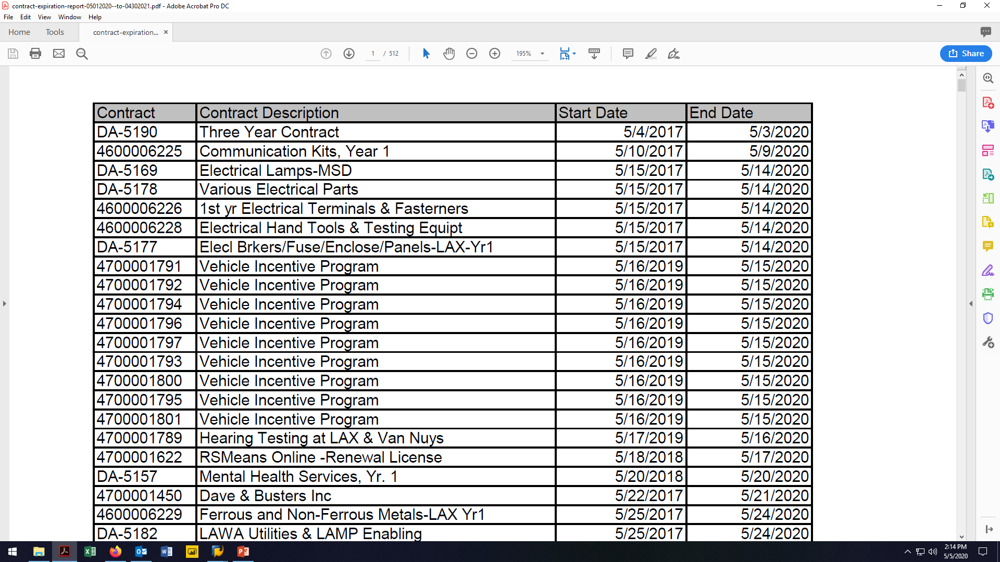 contract-expiration-report-05012020--to-04302021.pdf - Adobe Acrobat Pro DC
File Edit View Window Help
Home Tools contract-expiration... ×
1 / 512 195% Share
Contract Contract Description Start Date End Date
DA-5190 Three Year Contract 5/4/2017 5/3/2020
4600006225 Communication Kits, Year 1 5/10/2017 5/9/2020
DA-5169 Electrical Lamps-MSD 5/15/2017 5/14/2020
DA-5178 Various Electrical Parts 5/15/2017 5/14/2020
4600006226 1st yr Electrical Terminals & Fasterners 5/15/2017 5/14/2020
4600006228 Electrical Hand Tools & Testing Equipt 5/15/2017 5/14/2020
DA-5177 Elecl Brkers/Fuse/Enclose/Panels-LAX-Yr1 5/15/2017 5/14/2020
4700001791 Vehicle Incentive Program 5/16/2019 5/15/2020
4700001792 Vehicle Incentive Program 5/16/2019 5/15/2020
4700001794 Vehicle Incentive Program 5/16/2019 5/15/2020
4700001796 Vehicle Incentive Program 5/16/2019 5/15/2020
4700001797 Vehicle Incentive Program 5/16/2019 5/15/2020
4700001793 Vehicle Incentive Program 5/16/2019 5/15/2020
4700001800 Vehicle Incentive Program 5/16/2019 5/15/2020
4700001795 Vehicle Incentive Program 5/16/2019 5/15/2020
4700001801 Vehicle Incentive Program 5/16/2019 5/15/2020
4700001789 Hearing Testing at LAX & Van Nuys 5/17/2019 5/16/2020
4700001622 RSMeans Online -Renewal License 5/18/2018 5/17/2020
DA-5157 Mental Health Services, Yr. 1 5/20/2018 5/20/2020
4700001450 Dave & Busters Inc 5/22/2017 5/21/2020
4600006229 Ferrous and Non-Ferrous Metals-LAX Yr1 5/25/2017 5/24/2020
DA-5182 LAWA Utilities & LAMP Enabling 5/25/2017 5/24/2020
2:14 PM
5/5/2020